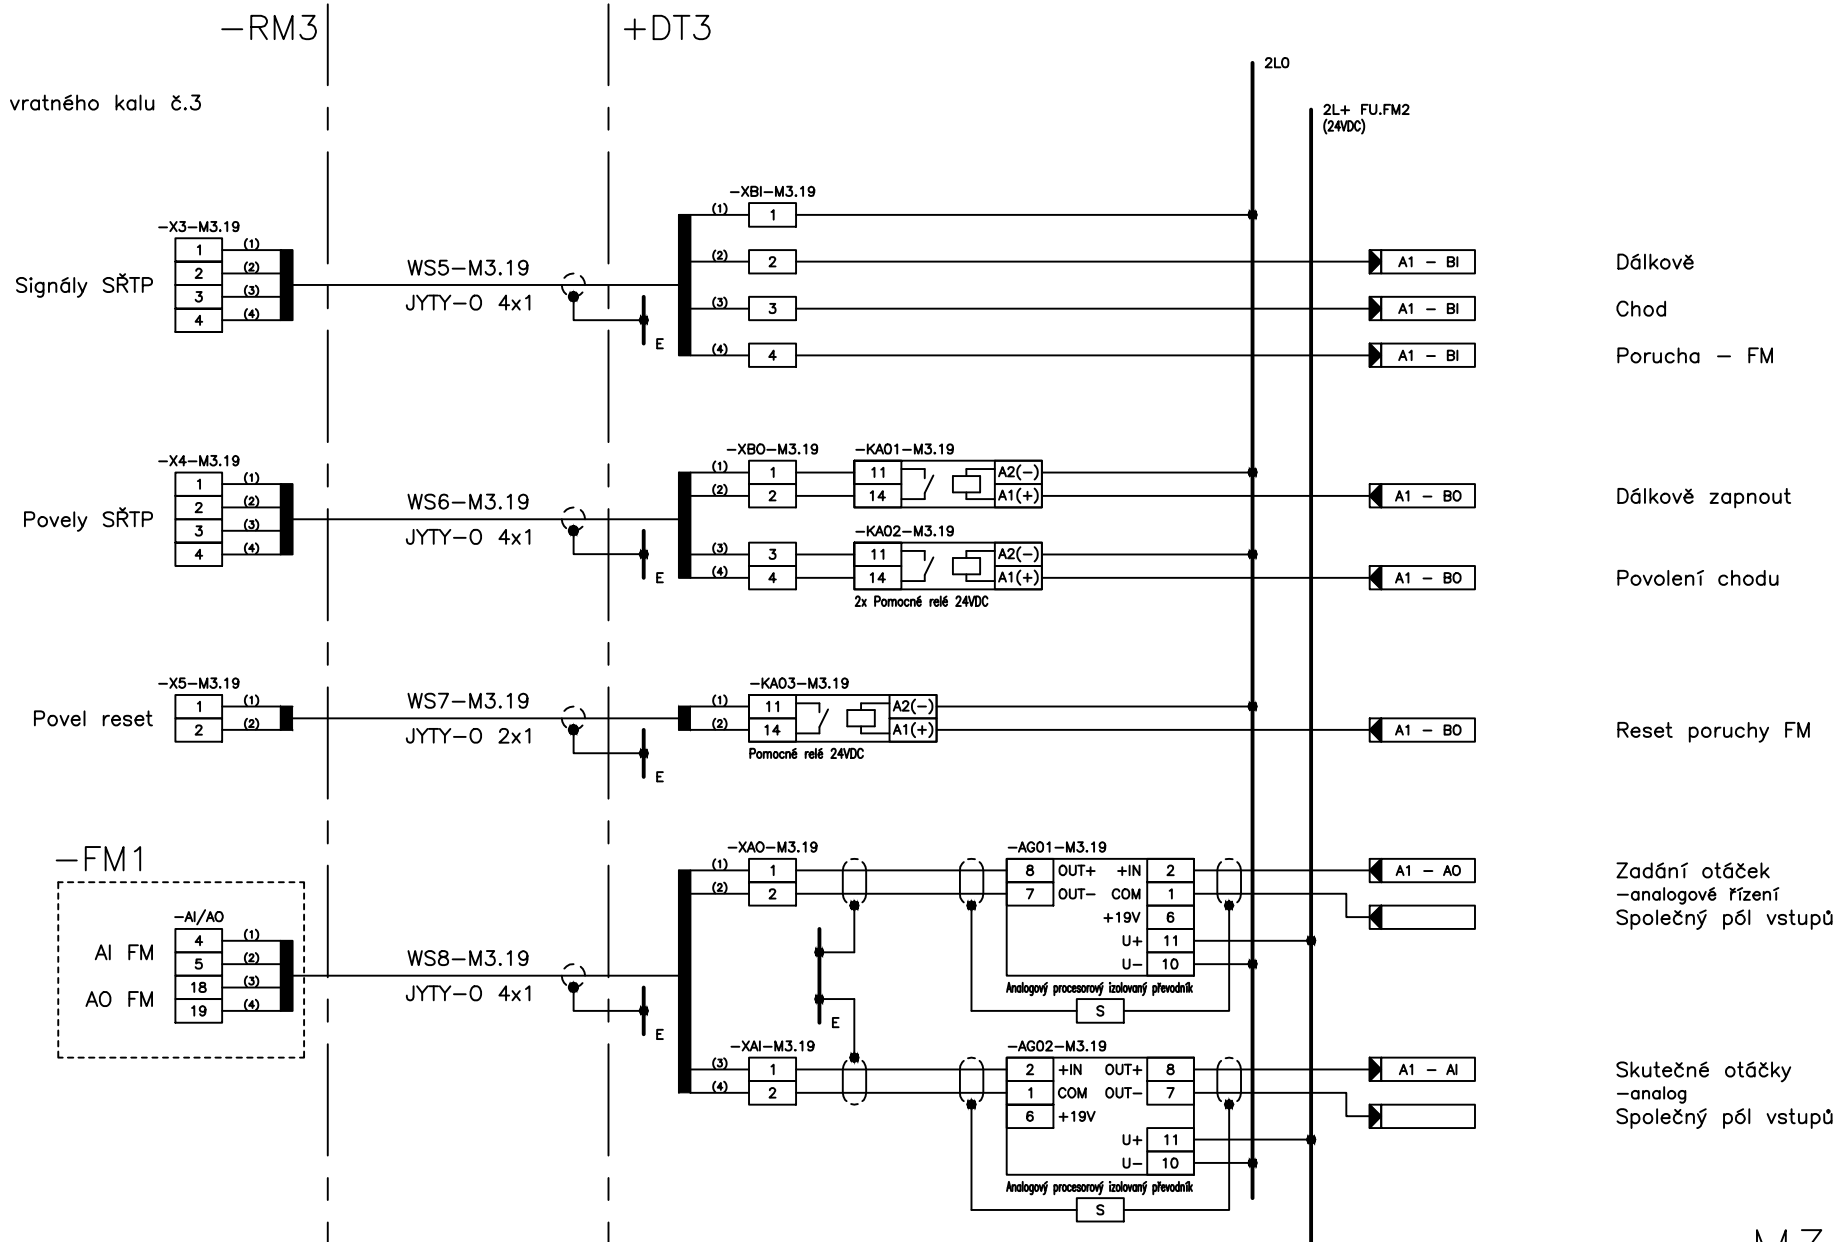 -RM3
+DT3
2L0
vratného kalu č.3
2L+ FU.FM2
(24VDC)
-XBI-M3.19
(1) 1
-X3-M3.19
1 (1)
2 (2)
3 (3)
4 (4)
Signály SŘTP
WS5-M3.19
JYTY-O 4x1
E
(2) 2
A1 - BI
Dálkově
(3) 3
A1 - BI
Chod
(4) 4
A1 - BI
Porucha - FM
-X4-M3.19
1 (1)
2 (2)
3 (3)
4 (4)
Povely SŘTP
WS6-M3.19
JYTY-O 4x1
E
-XBO-M3.19
(1) 1
(2) 2
(3) 3
(4) 4
-KA01-M3.19
11 A2(-)
14 A1(+)
A1 - BO
Dálkově zapnout
-KA02-M3.19
11 A2(-)
14 A1(+)
2x Pomocné relé 24VDC
A1 - BO
Povolení chodu
-X5-M3.19
1 (1)
2 (2)
Povel reset
WS7-M3.19
JYTY-O 2x1
E
-KA03-M3.19
(1) 11 A2(-)
(2) 14 A1(+)
Pomocné relé 24VDC
A1 - BO
Reset poruchy FM
-FM1
-AI/AO
AI FM
AO FM
4 (1)
5 (2)
18 (3)
19 (4)
WS8-M3.19
JYTY-O 4x1
E
-XAO-M3.19
(1) 1
(2) 2
E
-AG01-M3.19
8 OUT+ +IN 2
7 OUT- COM 1
+19V 6
U+ 11
U- 10
Analogový procesorový izolovaný převodník
S
A1 - AO
Zadání otáček
-analogové řízení
Společný pól vstupů
-XAI-M3.19
(3) 1
(4) 2
-AG02-M3.19
2 +IN OUT+ 8
1 COM OUT- 7
6 +19V
U+ 11
U- 10
Analogový procesorový izolovaný převodník
S
A1 - AI
Skutečné otáčky
-analog
Společný pól vstupů